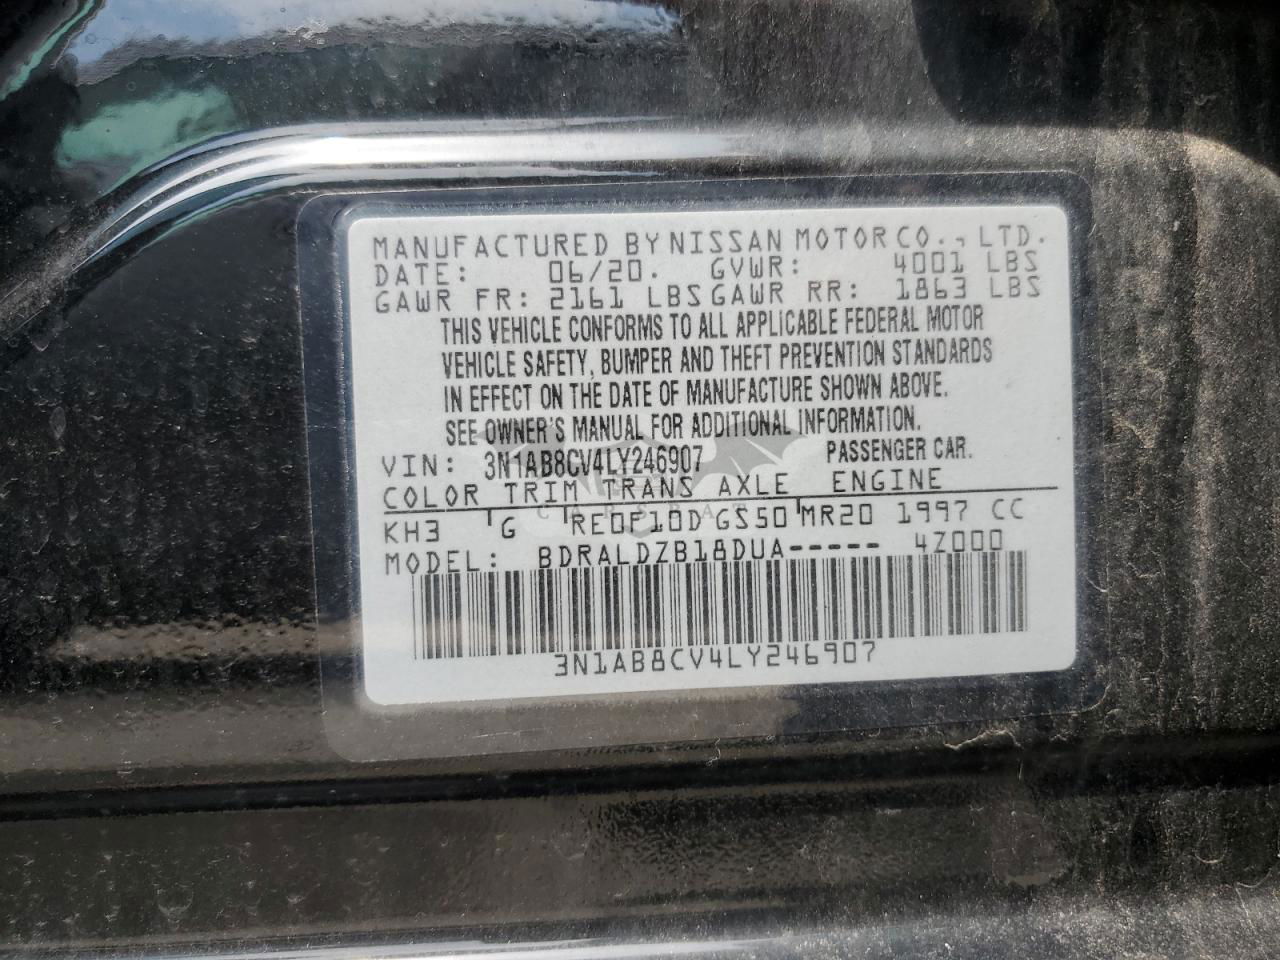 MANUFACTURED BY NISSAN MOTOR CO., LTD.
DATE: 06/20. GVWR: 4001 LBS
GAWR FR: 2161 LBS GAWR RR: 1863 LBS
THIS VEHICLE CONFORMS TO ALL APPLICABLE FEDERAL MOTOR
VEHICLE SAFETY, BUMPER AND THEFT PREVENTION STANDARDS
IN EFFECT ON THE DATE OF MANUFACTURE SHOWN ABOVE.
SEE OWNER'S MANUAL FOR ADDITIONAL INFORMATION.
VIN: 3N1AB8CV4LY246907 PASSENGER CAR.
COLOR TRIM TRANS AXLE ENGINE
KH3 G RE0F10D GS50 MR20 1997 CC
MODEL: BDRALDZB18DUA----- 4Z000
3N1AB8CV4LY246907